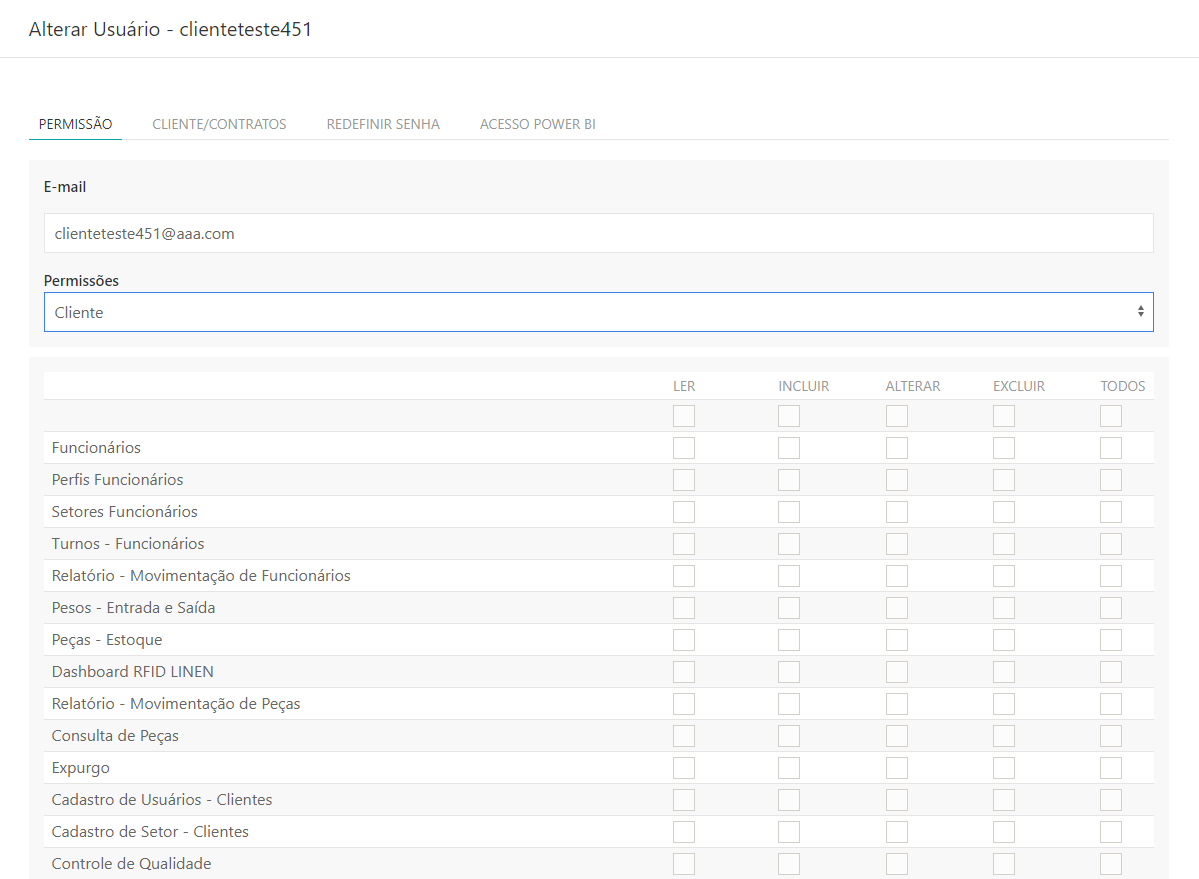 Alterar Usuário - clienteteste451
PERMISSÃO CLIENTE/CONTRATOS REDEFINIR SENHA ACESSO POWER BI
E-mail
clienteteste451@aaa.com
Permissões
Cliente
LER INCLUIR ALTERAR EXCLUIR TODOS
Funcionários
Perfis Funcionários
Setores Funcionários
Turnos - Funcionários
Relatório - Movimentação de Funcionários
Pesos - Entrada e Saída
Peças - Estoque
Dashboard RFID LINEN
Relatório - Movimentação de Peças
Consulta de Peças
Expurgo
Cadastro de Usuários - Clientes
Cadastro de Setor - Clientes
Controle de Qualidade